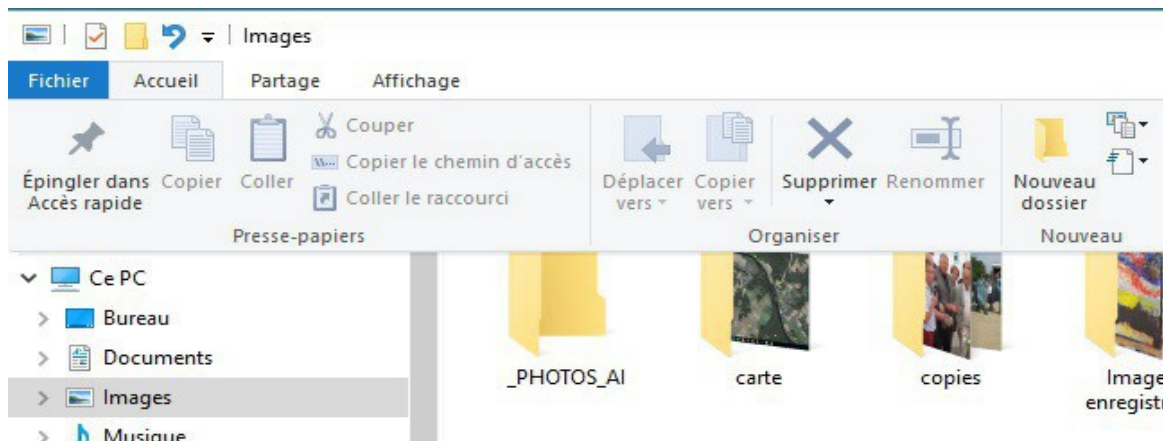 Images
Fichier Accueil Partage Affichage
Épingler dans
Accès rapide
Copier
Coller
Couper
Copier le chemin d'accès
Coller le raccourci
Presse-papiers
Déplacer
vers
Copier
vers
Supprimer
Renommer
Organiser
Nouveau
dossier
Nouveau
Ce PC
Bureau
Documents
Images
Musique
_PHOTOS_AI
carte
copies
Image
enregistr